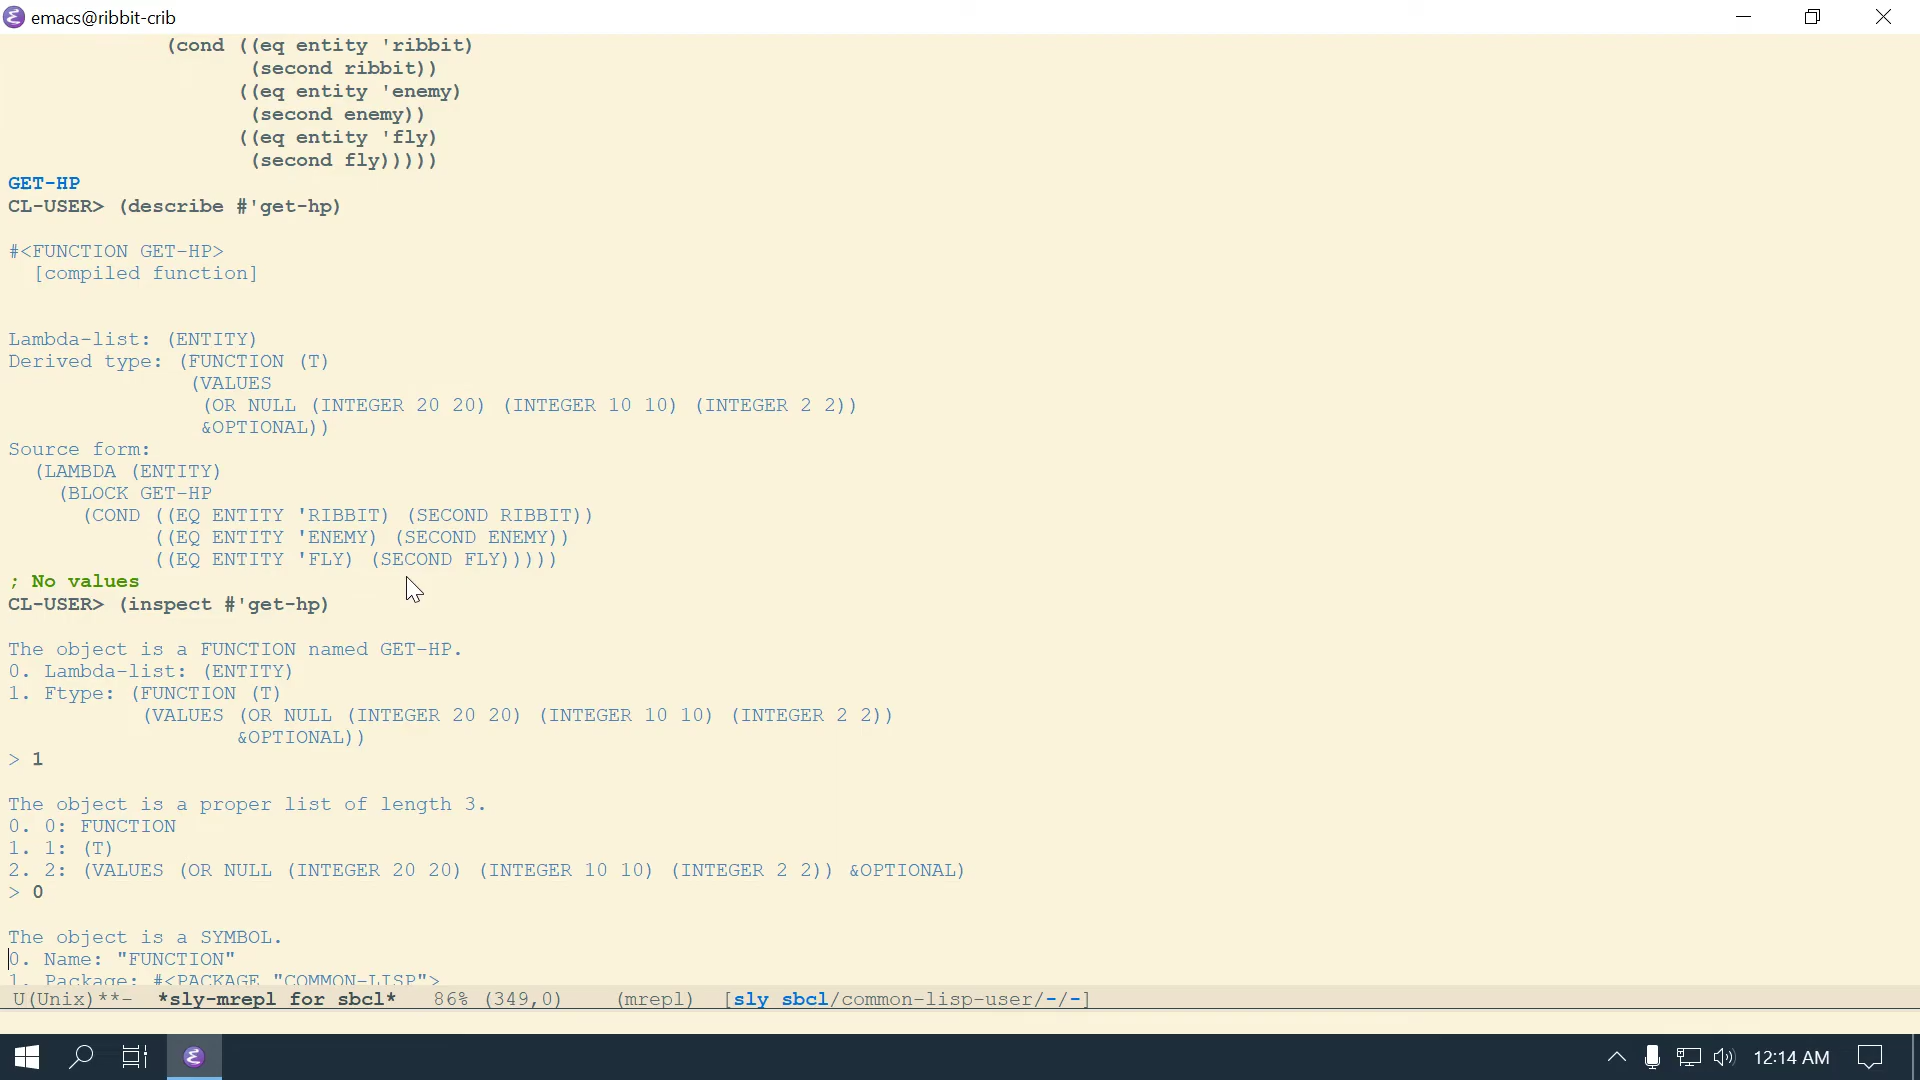 emacs@ribbit-crib
(cond ((eq entity 'ribbit)
(second ribbit))
((eq entity 'enemy)
(second enemy))
((eq entity 'fly)
(second fly)))))
GET-HP
CL-USER> (describe #'get-hp)
#<FUNCTION GET-HP>
[compiled function]
Lambda-list: (ENTITY)
Derived type: (FUNCTION (T)
(VALUES
(OR NULL (INTEGER 20 20) (INTEGER 10 10) (INTEGER 2 2))
&OPTIONAL))
Source form:
(LAMBDA (ENTITY)
(BLOCK GET-HP
(COND ((EQ ENTITY 'RIBBIT) (SECOND RIBBIT))
((EQ ENTITY 'ENEMY) (SECOND ENEMY))
((EQ ENTITY 'FLY) (SECOND FLY)))))
; No values
CL-USER> (inspect #'get-hp)
The object is a FUNCTION named GET-HP.
0. Lambda-list: (ENTITY)
1. Ftype: (FUNCTION (T)
(VALUES (OR NULL (INTEGER 20 20) (INTEGER 10 10) (INTEGER 2 2))
&OPTIONAL))
> 1
The object is a proper list of length 3.
0. 0: FUNCTION
1. 1: (T)
2. 2: (VALUES (OR NULL (INTEGER 20 20) (INTEGER 10 10) (INTEGER 2 2)) &OPTIONAL)
> 0
The object is a SYMBOL.
0. Name: "FUNCTION"
1. Package: #<PACKAGE "COMMON-LISP">
U(Unix)**- *sly-mrepl for sbcl* 86% (349,0) (mrepl) [sly sbcl/common-lisp-user/-/-]
12:14 AM